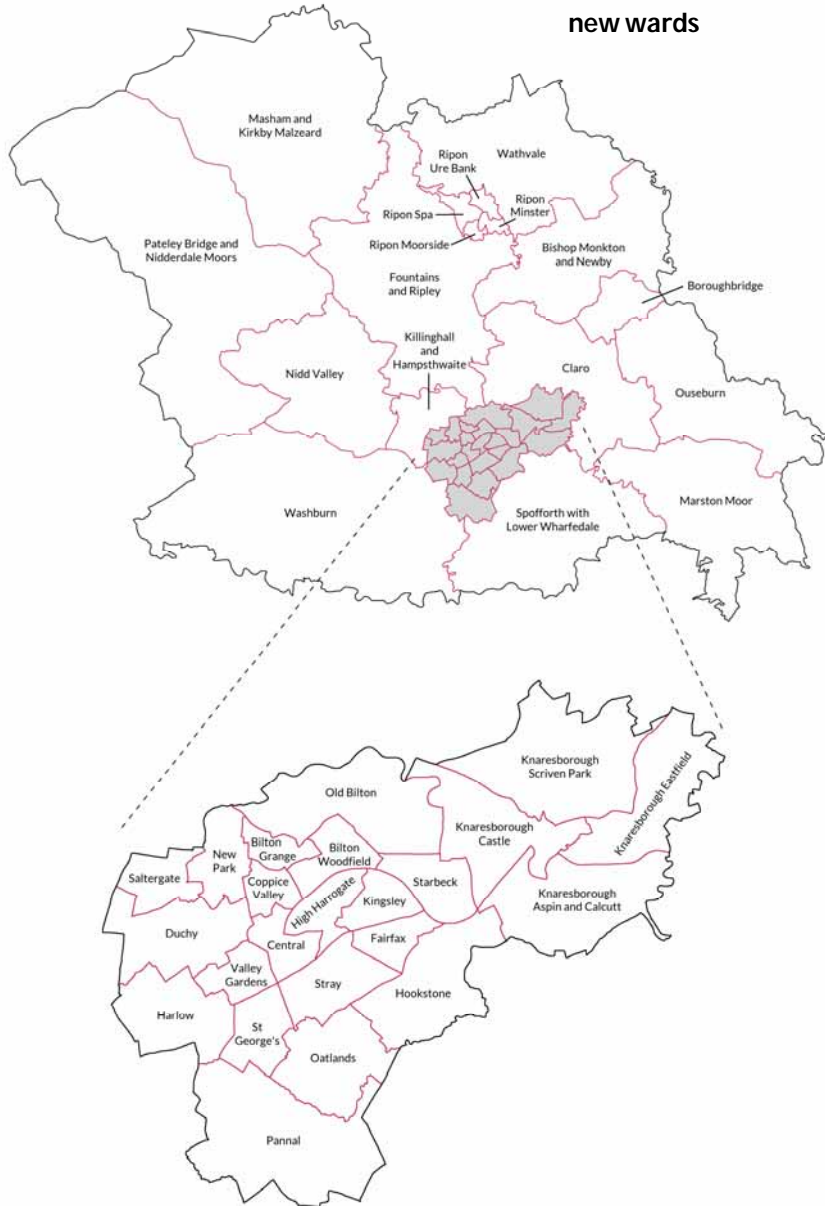 new wards
Masham and
Kirkby Malzeard
Wathvale
Ripon
Ure Bank
Ripon
Minster
Ripon Spa
Ripon Moorside
Pateley Bridge and
Nidderdale Moors
Bishop Monkton
and Newby
Fountains
and Ripley
Boroughbridge
Killinghall
and
Hampsthwaite
Nidd Valley
Claro
Ouseburn
Washburn
Spofforth with
Lower Wharfedale
Marston Moor
Knaresborough
Scriven Park
Knaresborough Eastfield
Old Bilton
Knaresborough
Castle
New
Park
Bilton
Grange
Bilton
Woodfield
Saltergate
Coppice
Valley
High Harrogate
Kingsley
Starbeck
Knaresborough
Aspin and Calcutt
Duchy
Central
Fairfax
Valley
Gardens
Stray
Hookstone
Harlow
St
George's
Oatlands
Pannal